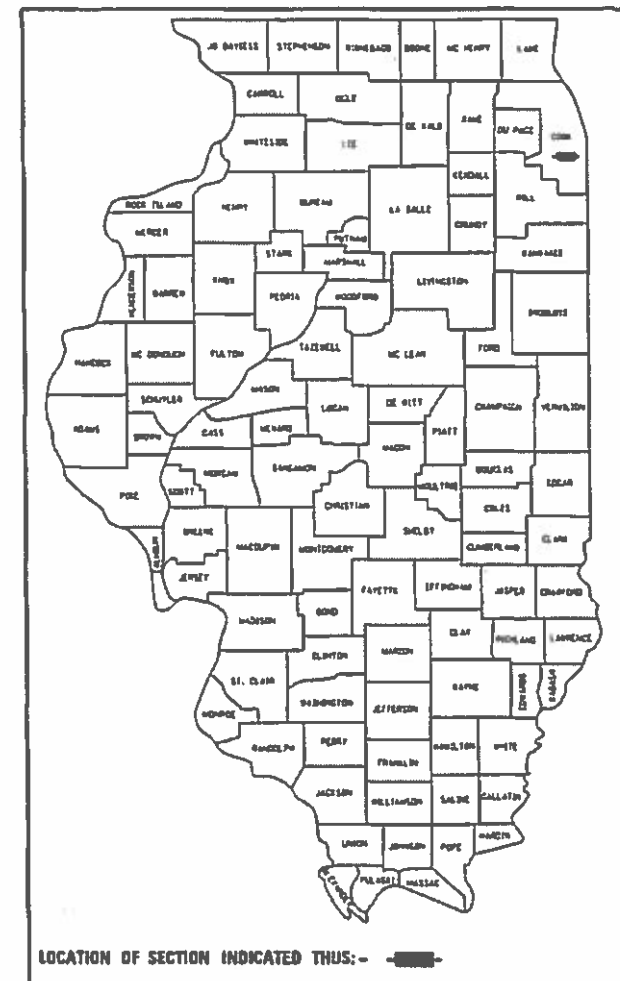 JO DAVIESS STEPHENSON WINNEBAGO BOONE MC HENRY LAKE
CARROLL OGLE DE KALB KANE DU PAGE COOK
WHITESIDE LEE
KENDALL
ROCK ISLAND HENRY BUREAU LA SALLE GRUNDY WILL
MERCER PUTNAM
STARK MARSHALL KANKAKEE
HENDERSON WARREN KNOX PEORIA WOODFORD LIVINGSTON
IROQUOIS
HANCOCK MC DONOUGH FULTON TAZEWELL MC LEAN FORD
MASON
SCHUYLER LOGAN DE WITT CHAMPAIGN VERMILION
ADAMS BROWN CASS MENARD PIATT
MACON
MORGAN SANGAMON DOUGLAS EDGAR
PIKE SCOTT CHRISTIAN MOULTRIE
COLES
GREENE MACOUPIN MONTGOMERY SHELBY CUMBERLAND CLARK
CALHOUN
JERSEY FAYETTE EFFINGHAM JASPER CRAWFORD
MADISON BOND
CLAY RICHLAND LAWRENCE
CLINTON MARION
ST. CLAIR WAYNE EDWARDS WABASH
WASHINGTON JEFFERSON
MONROE
RANDOLPH PERRY HAMILTON WHITE
FRANKLIN
JACKSON WILLIAMSON SALINE GALLATIN
UNION JOHNSON POPE HARDIN
ALEXANDER PULASKI MASSAC
LOCATION OF SECTION INDICATED THUS:-